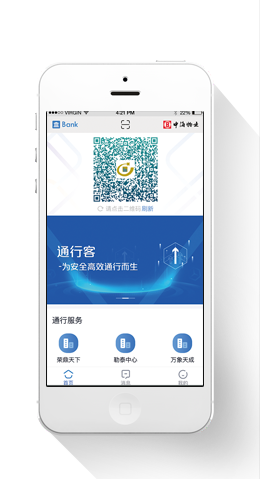 VIRGIN 4:21 PM 22%
Bank 中海物业
请点击二维码刷新
通行客
-为安全高效通行而生
通行服务
荣鼎天下 勒泰中心 万象天成
首页 消息 我的